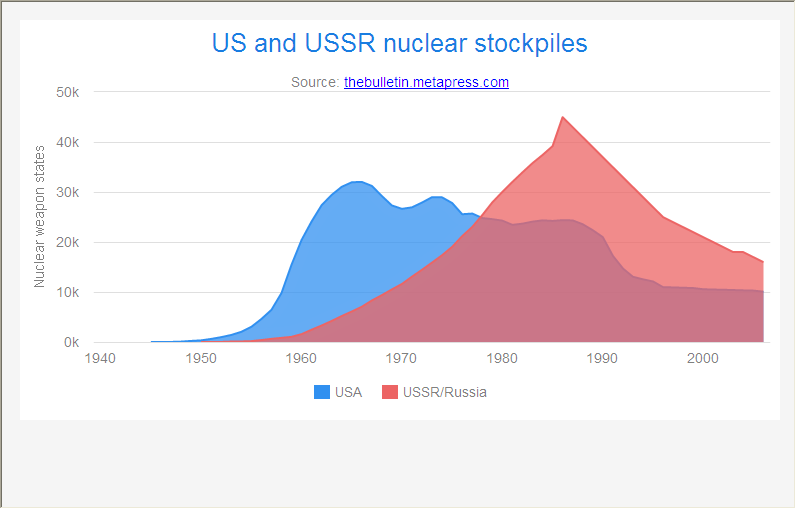 US and USSR nuclear stockpiles
Source: thebulletin.metapress.com
Nuclear weapon states
50k
40k
30k
20k
10k
0k
1940 1950 1960 1970 1980 1990 2000
USA USSR/Russia